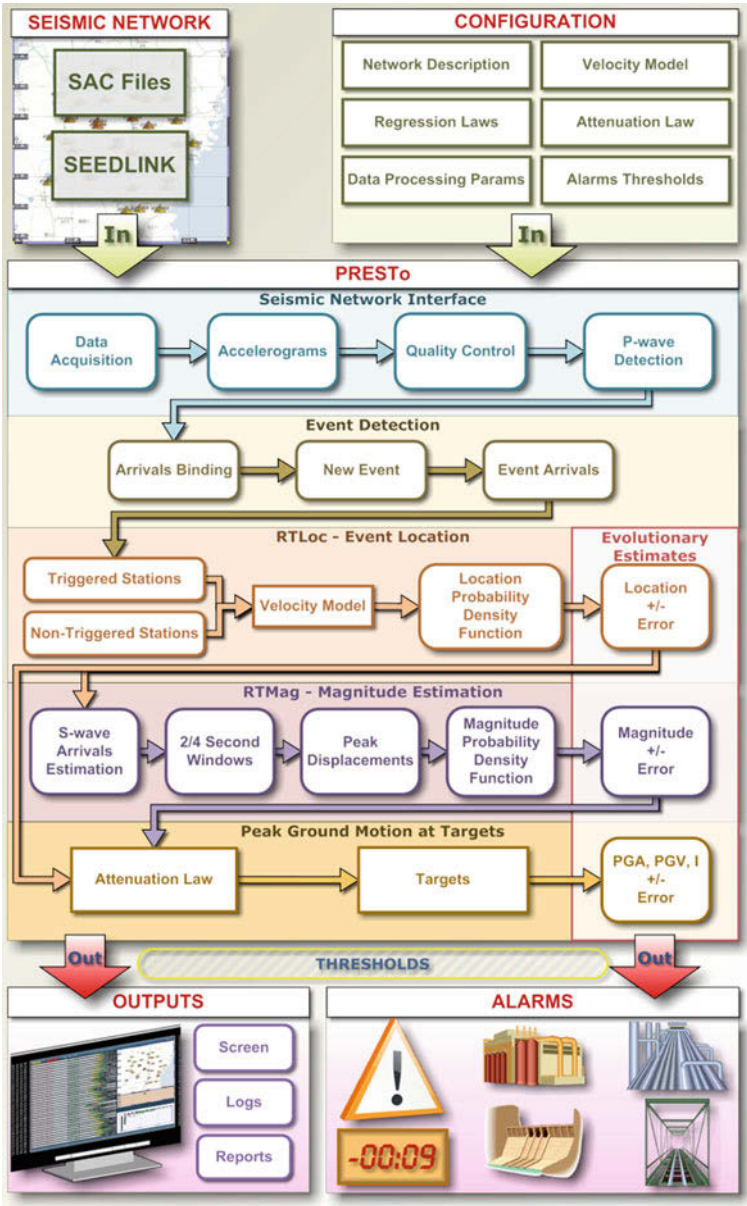 SEISMIC NETWORK
SAC Files
SEEDLINK
In
CONFIGURATION
Network Description
Velocity Model
Regression Laws
Attenuation Law
Data Processing Params
Alarms Thresholds
In
PRESTo
Seismic Network Interface
Data
Acquisition
Accelerograms
Quality Control
P-wave
Detection
Event Detection
Arrivals Binding
New Event
Event Arrivals
RTLoc - Event Location
Evolutionary
Estimates
Triggered Stations
Non-Triggered Stations
Velocity Model
Location
Probability
Density
Function
Location
+/-
Error
RTMag - Magnitude Estimation
S-wave
Arrivals
Estimation
2/4 Second
Windows
Peak
Displacements
Magnitude
Probability
Density
Function
Magnitude
+/-
Error
Peak Ground Motion at Targets
Attenuation Law
Targets
PGA, PGV, I
+/-
Error
Out
THRESHOLDS
Out
OUTPUTS
Screen
Logs
Reports
ALARMS
!
-00:09